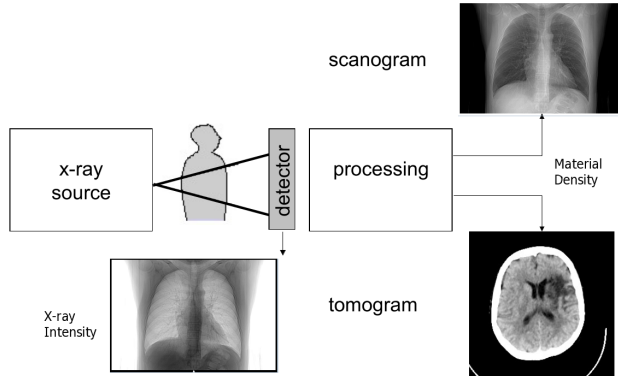 scanogram
x-ray
source
detector
processing
Material
Density
X-ray
Intensity
tomogram